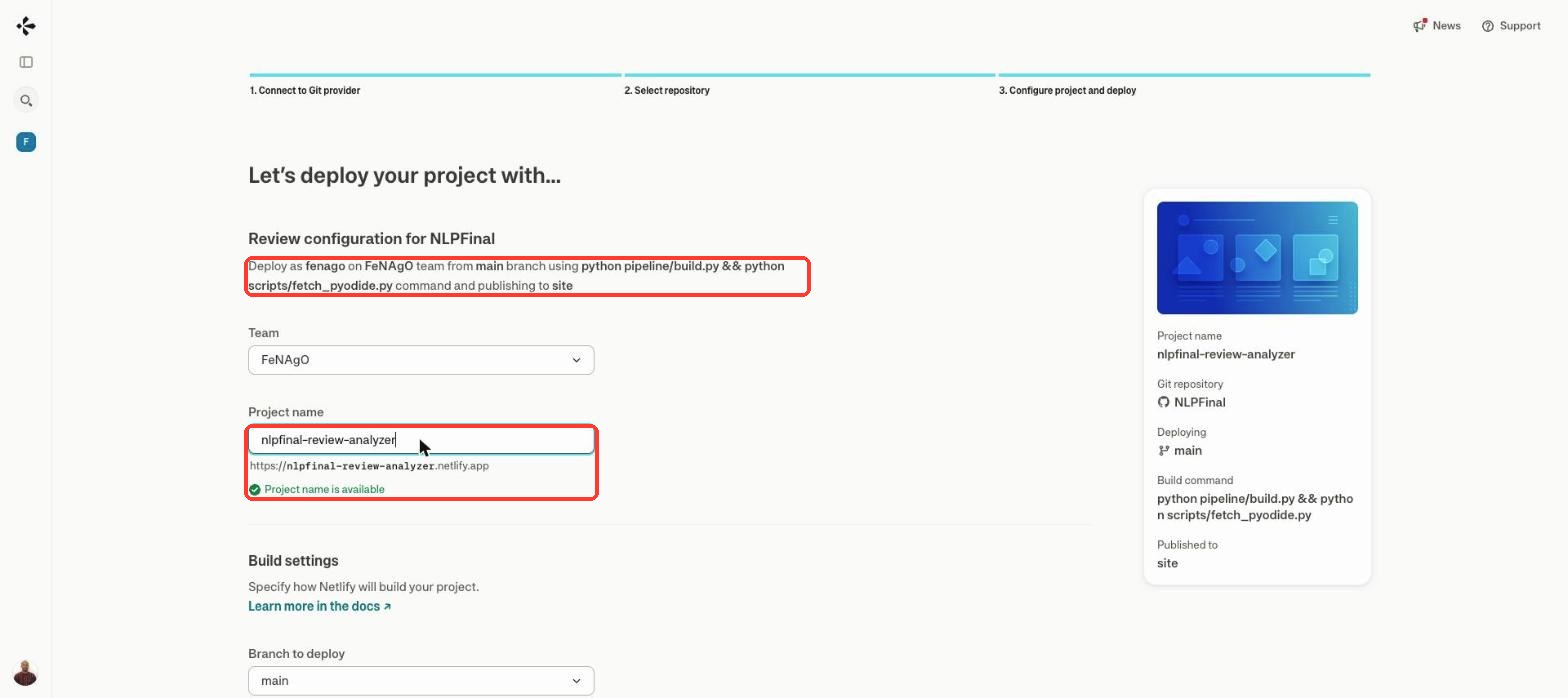 News
Support
1. Connect to Git provider
2. Select repository
3. Configure project and deploy
F
Let's deploy your project with...
Review configuration for NLPFinal
Deploy as fenago on FeNAgO team from main branch using python pipeline/build.py && python
scripts/fetch_pyodide.py command and publishing to site
Team
FeNAgO
Project name
nlpfinal-review-analyzer
https://nlpfinal-review-analyzer.netlify.app
Project name is available
Build settings
Specify how Netlify will build your project.
Learn more in the docs ↗
Branch to deploy
main
Project name
nlpfinal-review-analyzer
Git repository
NLPFinal
Deploying
main
Build command
python pipeline/build.py && pytho
n scripts/fetch_pyodide.py
Published to
site